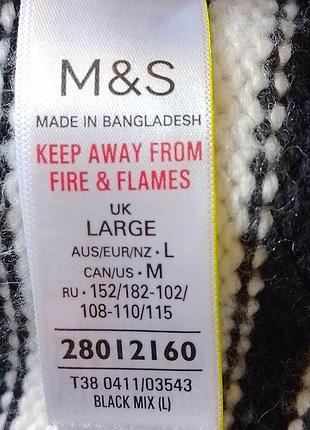 M&S
MADE IN BANGLADESH
KEEP AWAY FROM
FIRE & FLAMES
UK
LARGE
AUS/EUR/NZ • L
CAN/US • M
RU • 152/182-102/
108-110/115
28012160
T38 0411/03543
BLACK MIX (L)